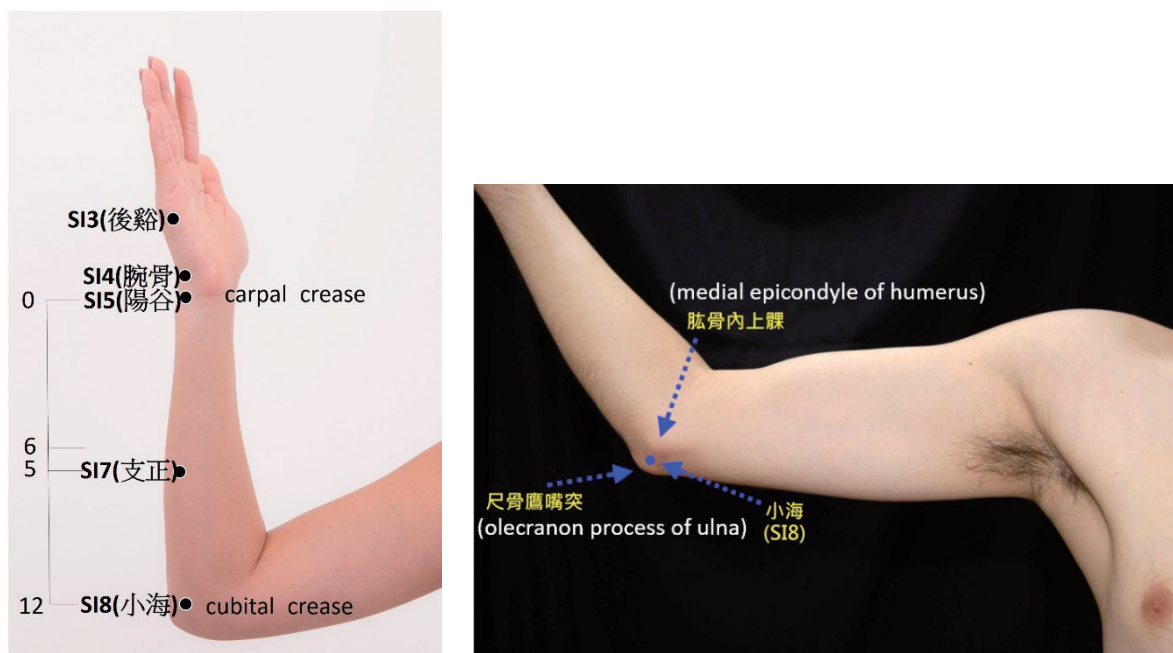 SI3(後谿)
SI4(腕骨)
0
SI5(陽谷)
carpal crease
6
5
SI7(支正)
12
SI8(小海)
cubital crease
(medial epicondyle of humerus)
肱骨內上髁
尺骨鷹嘴突
(olecranon process of ulna)
小海
(SI8)